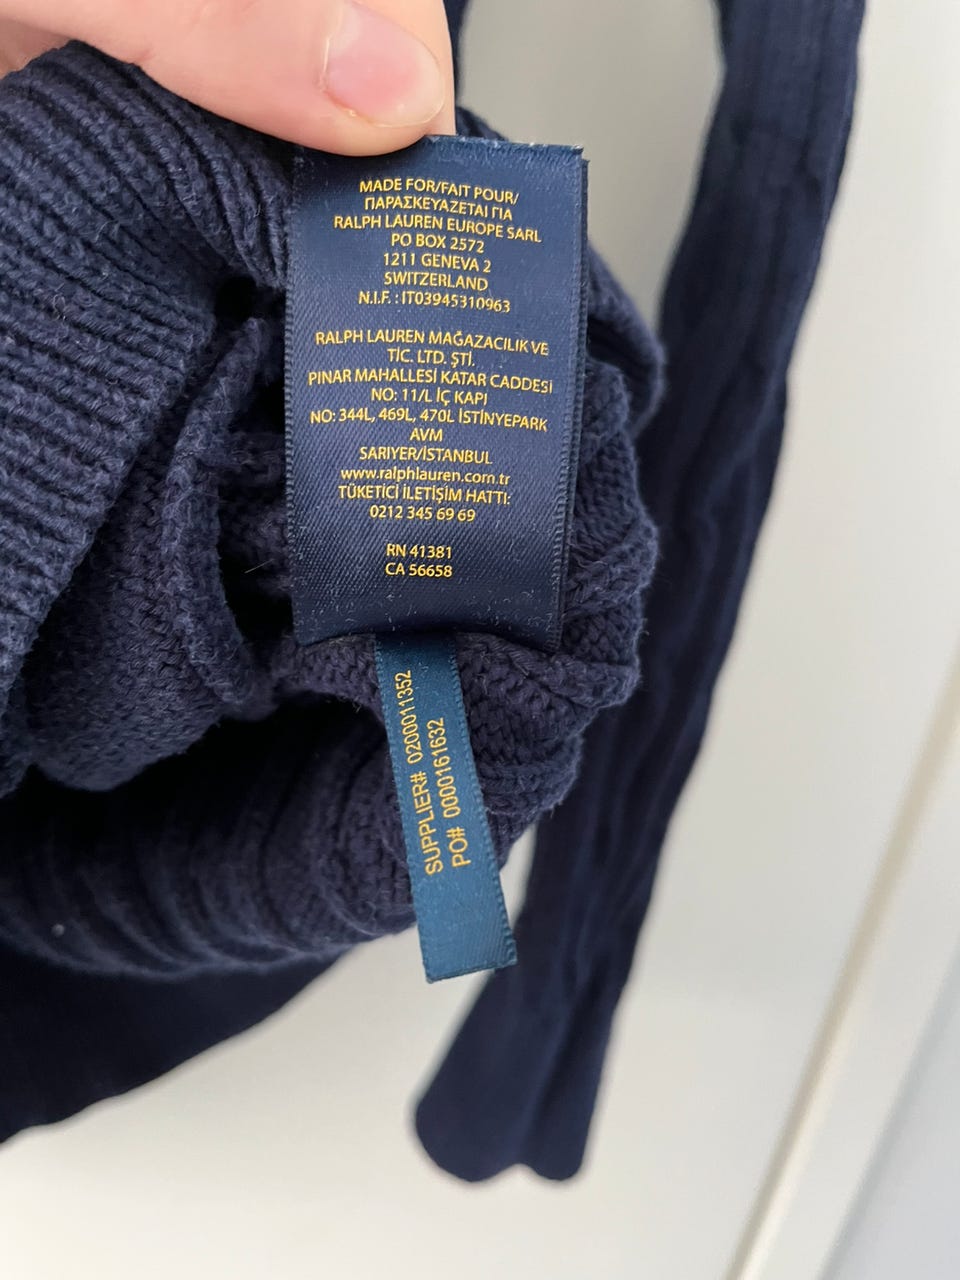 MADE FOR/FAIT POUR/
ΠΑΡΑΣΚΕΥΑΖΕΤΑΙ ΓΙΑ
RALPH LAUREN EUROPE SARL
PO BOX 2572
1211 GENEVA 2
SWITZERLAND
N.I.F. : IT03945310963
RALPH LAUREN MAĞAZACILIK VE
TİC. LTD. ŞTİ.
PINAR MAHALLESİ KATAR CADDESİ
NO: 11/L İÇ KAPI
NO: 344L, 469L, 470L İSTİNYEPARK
AVM
SARIYER/İSTANBUL
www.ralphlauren.com.tr
TÜKETİCİ İLETİŞİM HATTI:
0212 345 69 69
RN 41381
CA 56658
SUPPLIER# 0200011352
PO# 0000161632